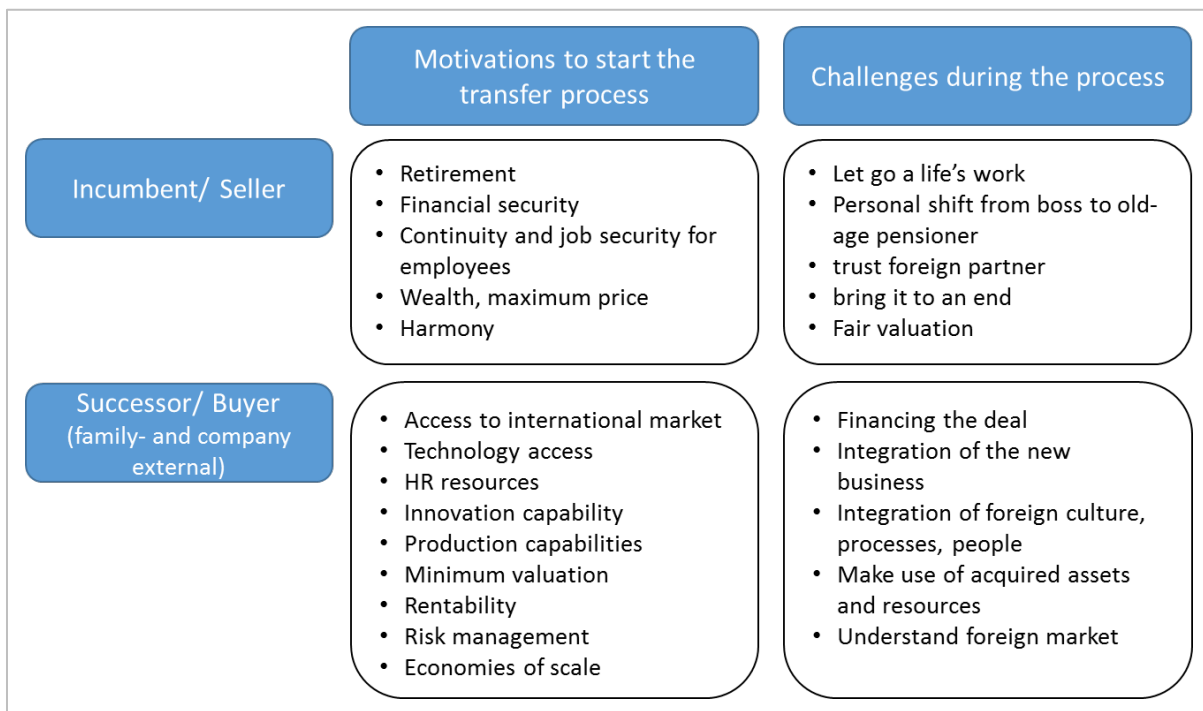 Motivations to start the
transfer process
Challenges during the process
Incumbent/ Seller
• Retirement
• Financial security
• Continuity and job security for
employees
• Wealth, maximum price
• Harmony
• Let go a life’s work
• Personal shift from boss to old-
age pensioner
• trust foreign partner
• bring it to an end
• Fair valuation
Successor/ Buyer
(family- and company
external)
• Access to international market
• Technology access
• HR resources
• Innovation capability
• Production capabilities
• Minimum valuation
• Rentability
• Risk management
• Economies of scale
• Financing the deal
• Integration of the new
business
• Integration of foreign culture,
processes, people
• Make use of acquired assets
and resources
• Understand foreign market